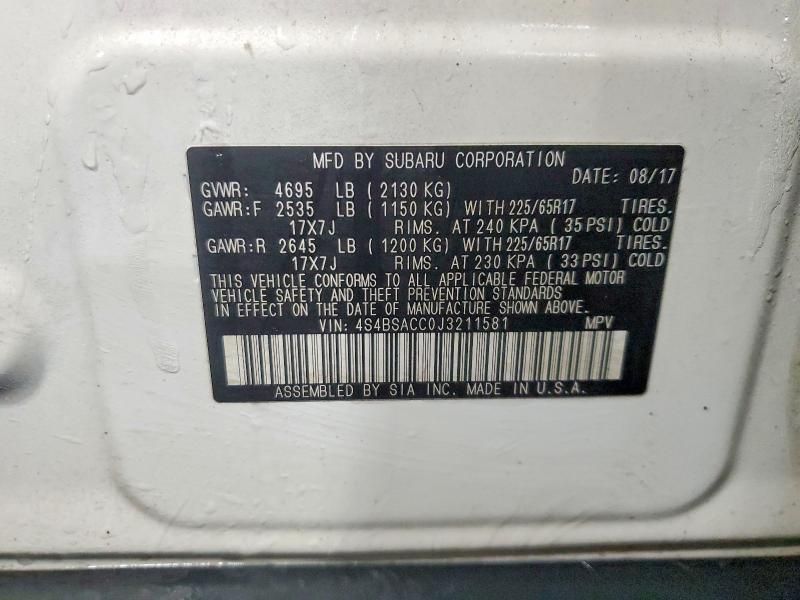 MFD BY SUBARU CORPORATION
DATE: 08/17
GVWR: 4695 LB (2130 KG)
GAWR:F 2535 LB (1150 KG) WITH 225/65R17 TIRES.
17X7J RIMS. AT 240 KPA (35 PSI) COLD
GAWR:R 2645 LB (1200 KG) WITH 225/65R17 TIRES.
17X7J RIMS. AT 230 KPA (33 PSI) COLD
THIS VEHICLE CONFORMS TO ALL APPLICABLE FEDERAL MOTOR
VEHICLE SAFETY AND THEFT PREVENTION STANDARDS
IN EFFECT ON THE DATE OF MANUFACTURE SHOWN ABOVE.
VIN: 4S4BSACC0J3211581 MPV
ASSEMBLED BY SIA INC. MADE IN U.S.A.